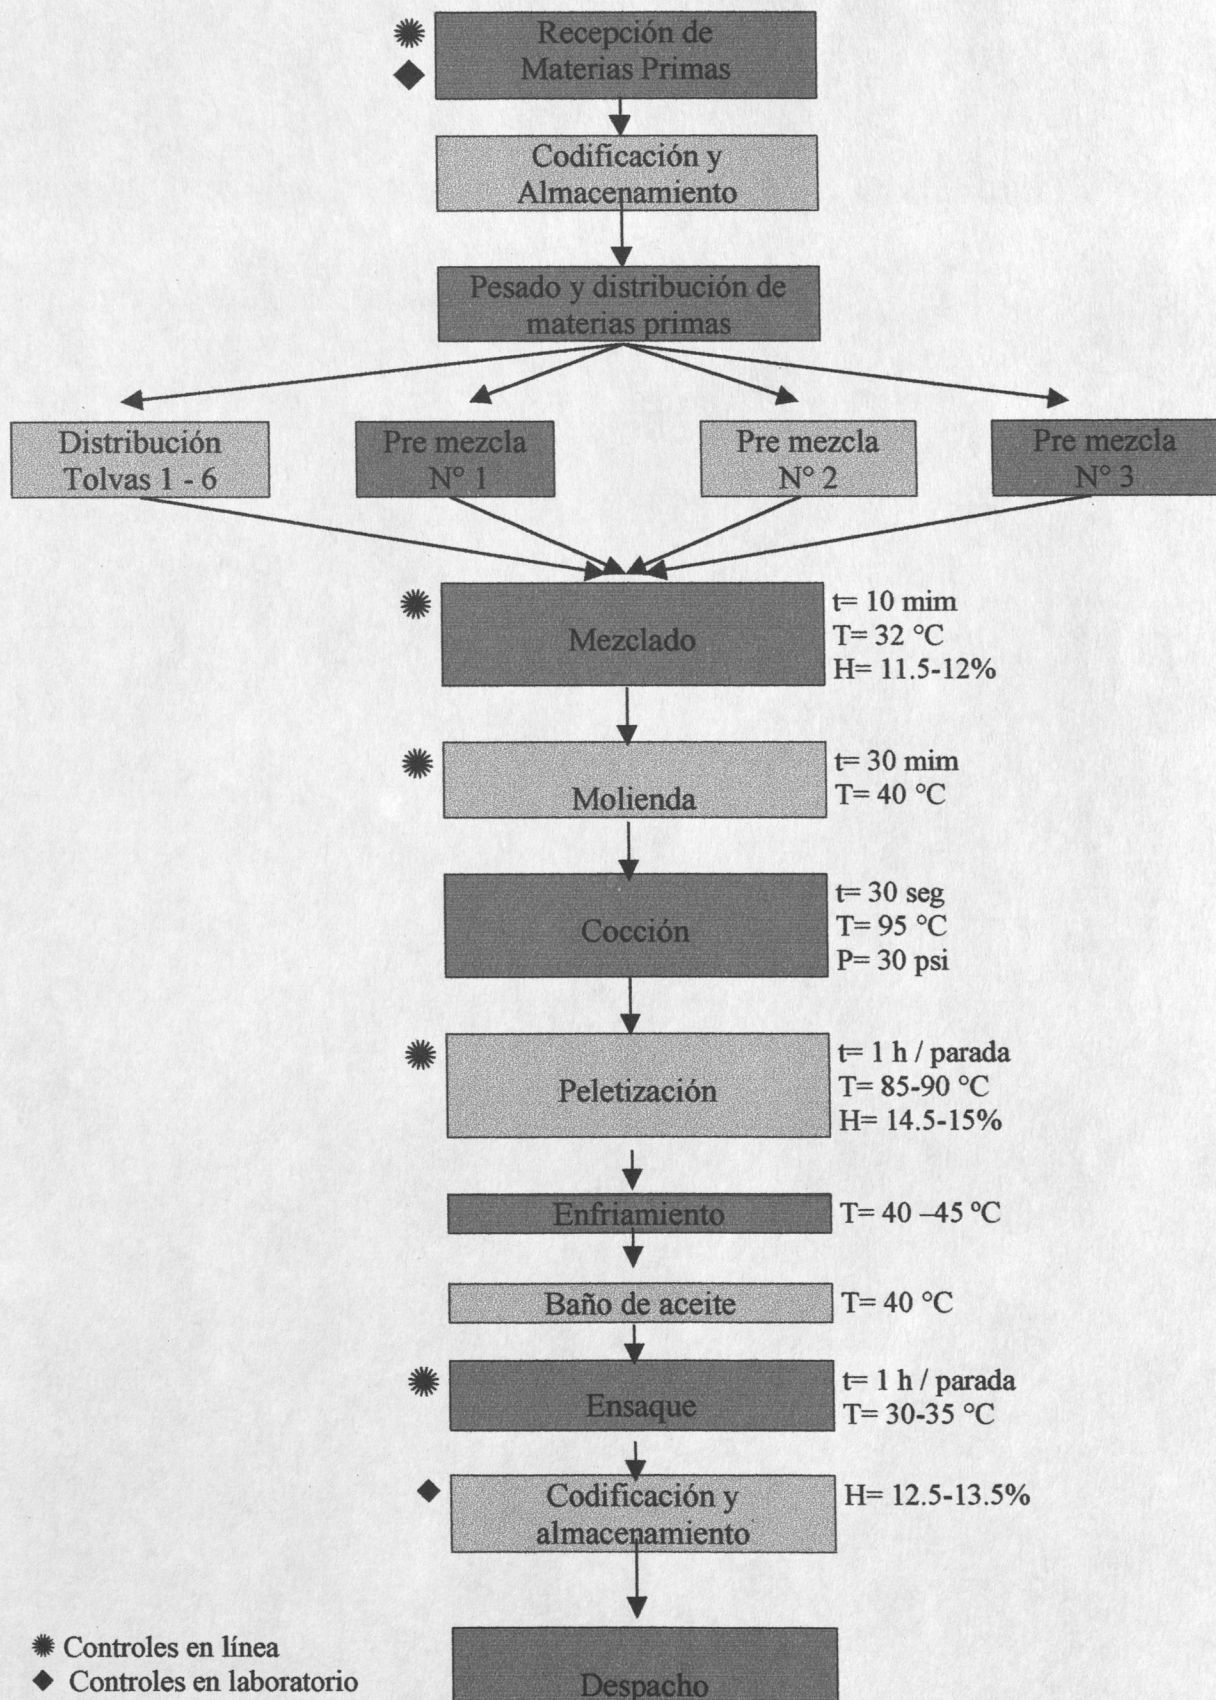 Recepción de
Materias Primas
Codificación y
Almacenamiento
Pesado y distribución de
materias primas
Distribución
Tolvas 1 - 6
Pre mezcla
N° 1
Pre mezcla
N° 2
Pre mezcla
N° 3
Mezclado
t= 10 mim
T= 32 °C
H= 11.5-12%
Molienda
t= 30 mim
T= 40 °C
Cocción
t= 30 seg
T= 95 °C
P= 30 psi
Peletización
t= 1 h / parada
T= 85-90 °C
H= 14.5-15%
Enfriamiento
T= 40 –45 °C
Baño de aceite
T= 40 °C
Ensaque
t= 1 h / parada
T= 30-35 °C
Codificación y
almacenamiento
H= 12.5-13.5%
Controles en línea
Controles en laboratorio
Despacho